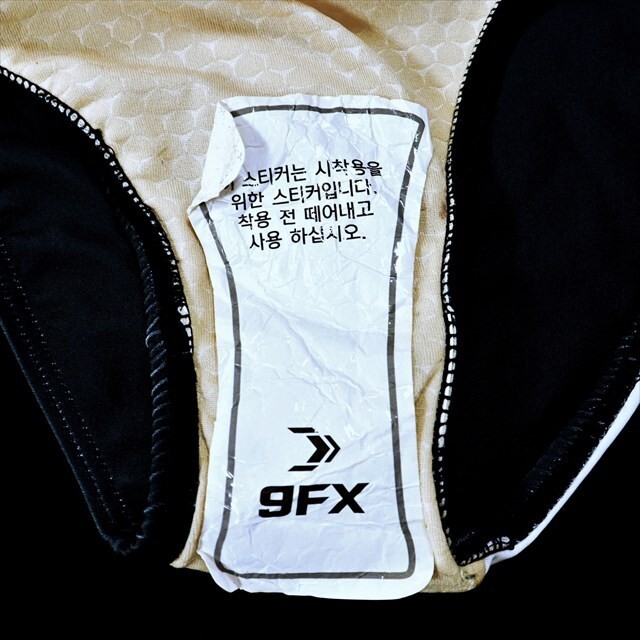 스티커는 시착용을
위한 스티커입니다.
착용 전 떼어내고
사용 하십시오.
9FX